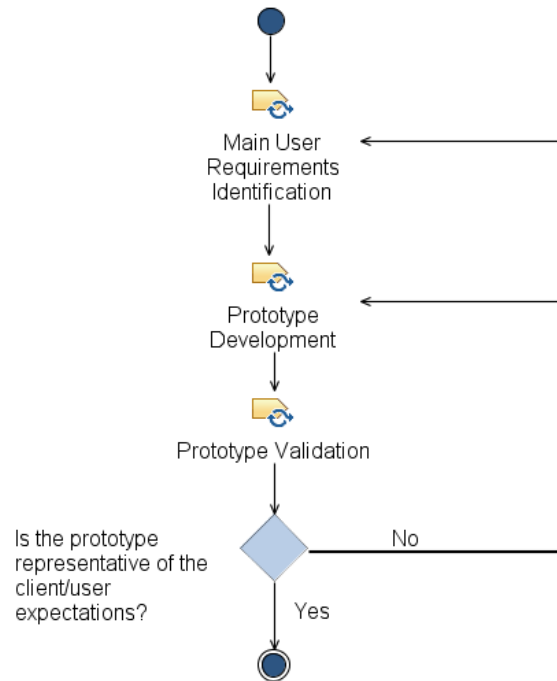 Main User
Requirements
Identification
Prototype
Development
Prototype Validation
Is the prototype
representative of the
client/user
expectations?
No
Yes